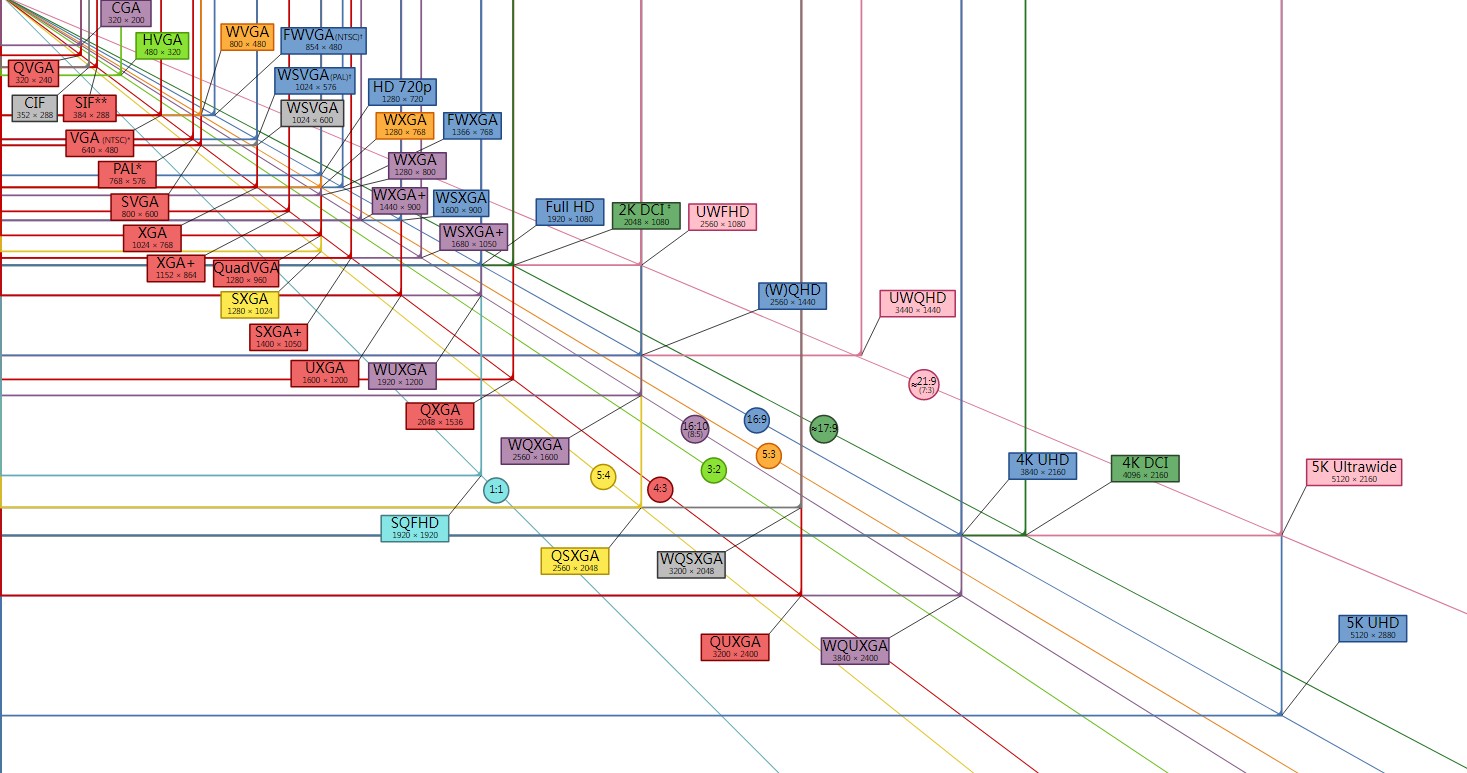 CGA
320 × 200
HVGA
480 × 320
WVGA
800 × 480
FWVGA (NTSC)†
854 × 480
QVGA
320 × 240
WSVGA (PAL)†
1024 × 576
HD 720p
1280 × 720
CIF
352 × 288
SIF**
384 × 288
WSVGA
1024 × 600
WXGA
1280 × 768
FWXGA
1366 × 768
VGA (NTSC)*
640 × 480
WXGA
1280 × 800
PAL*
768 × 576
WXGA+
1440 × 900
WSXGA
1600 × 900
SVGA
800 × 600
Full HD
1920 × 1080
2K DCI ‡
2048 × 1080
UWFHD
2560 × 1080
XGA
1024 × 768
WSXGA+
1680 × 1050
XGA+
1152 × 864
QuadVGA
1280 × 960
SXGA
1280 × 1024
(W)QHD
2560 × 1440
UWQHD
3440 × 1440
SXGA+
1400 × 1050
UXGA
1600 × 1200
WUXGA
1920 × 1200
≈21:9
(7:3)
QXGA
2048 × 1536
16:10
(8:5)
16:9
≈17:9
WQXGA
2560 × 1600
5:3
3:2
5:4
4:3
1:1
4K UHD
3840 × 2160
4K DCI
4096 × 2160
5K Ultrawide
5120 × 2160
SQFHD
1920 × 1920
QSXGA
2560 × 2048
WQSXGA
3200 × 2048
QUXGA
3200 × 2400
WQUXGA
3840 × 2400
5K UHD
5120 × 2880